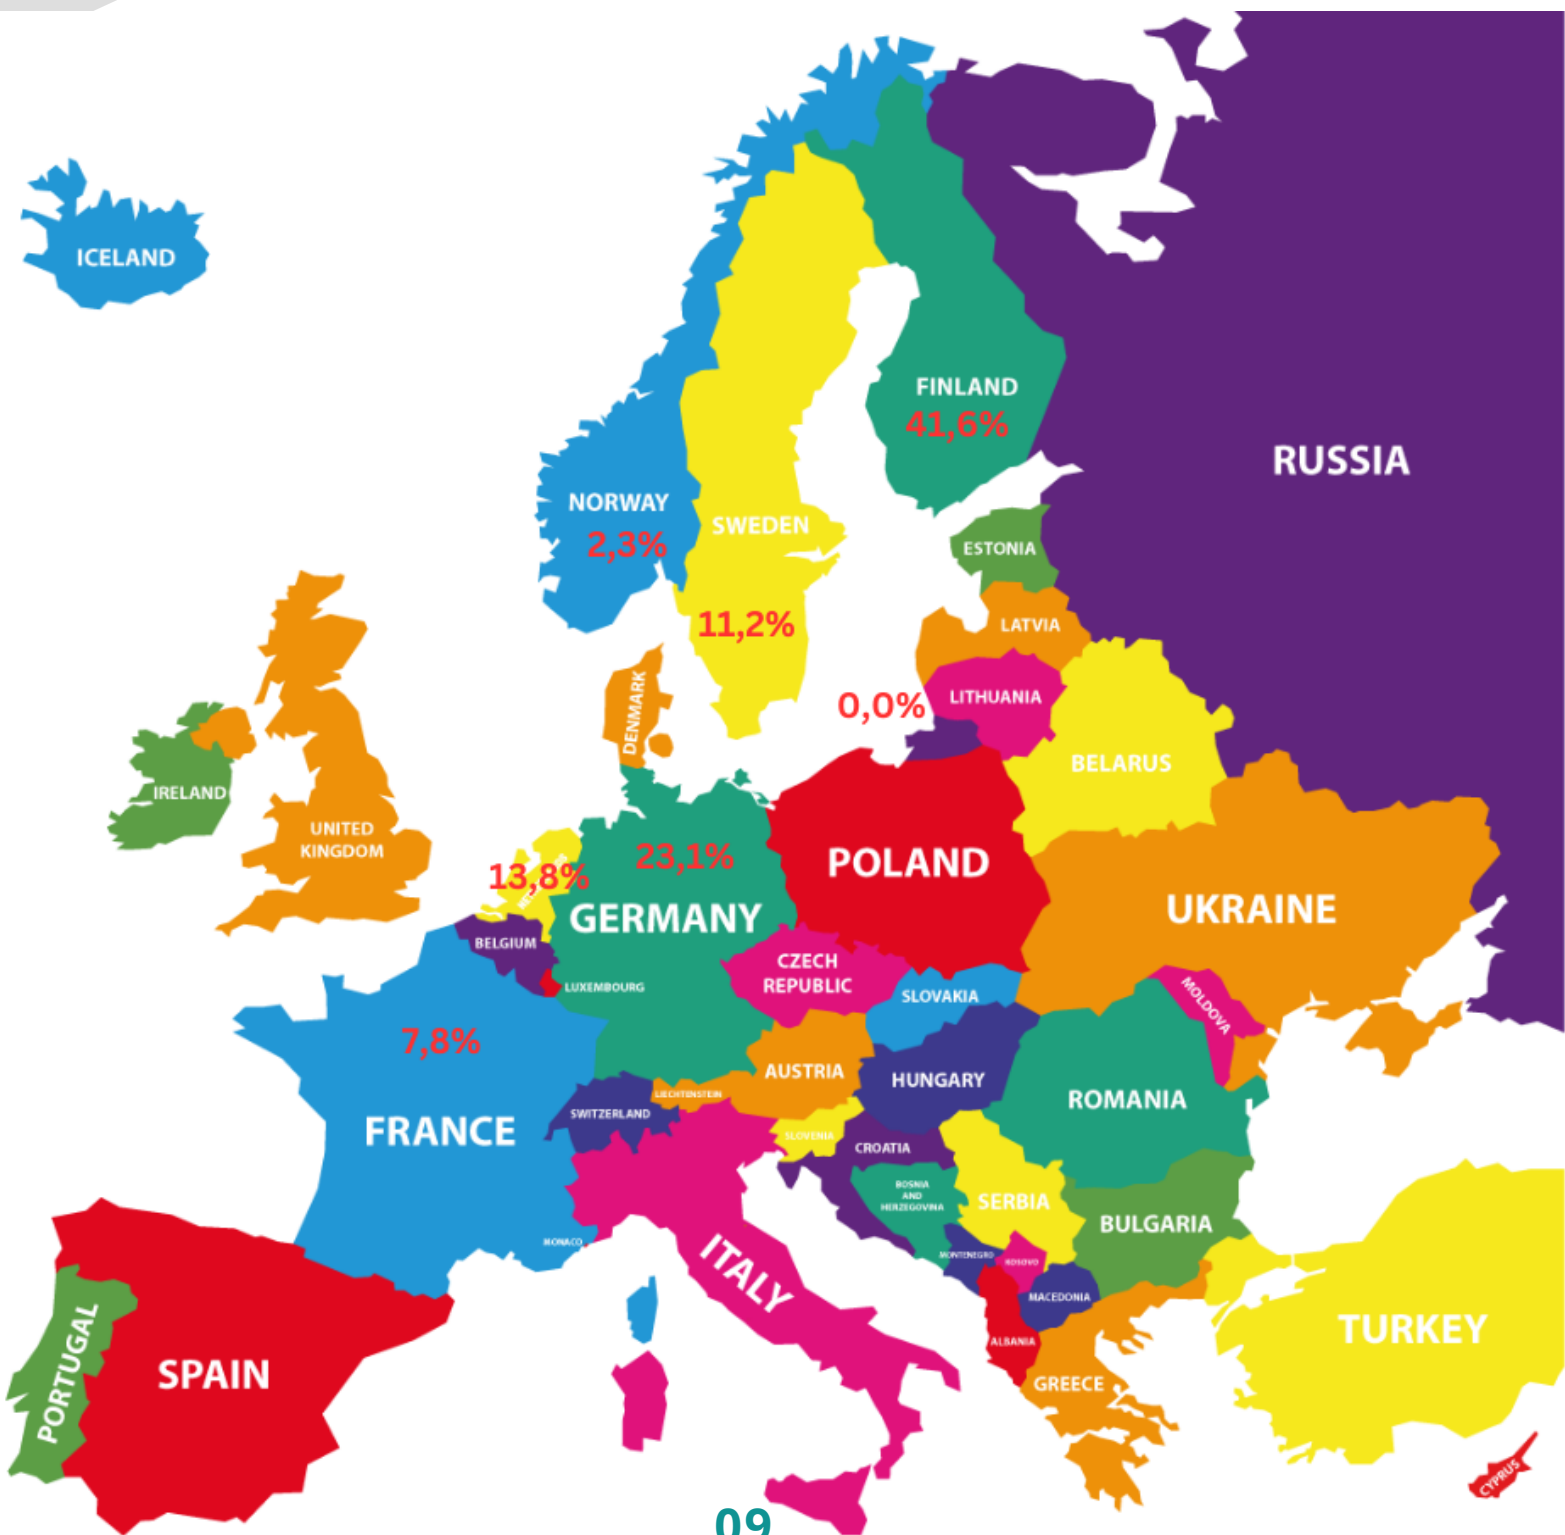 ICELAND
FINLAND
41,6%
RUSSIA
NORWAY
2,3%
SWEDEN
ESTONIA
11,2%
LATVIA
DENMARK
0,0%
LITHUANIA
BELARUS
IRELAND
UNITED
KINGDOM
23,1%
13,8%
POLAND
GERMANY
UKRAINE
BELGIUM
CZECH
REPUBLIC
LUXEMBOURG
SLOVAKIA
MOLDOVA
7,8%
AUSTRIA
HUNGARY
LIECHTENSTEIN
ROMANIA
SWITZERLAND
FRANCE
SLOVENIA
CROATIA
BOSNIA
AND
HERZEGOVINA
SERBIA
BULGARIA
MONACO
MONTENEGRO
KOSOVO
ITALY
MACEDONIA
TURKEY
ALBANIA
PORTUGAL
SPAIN
GREECE
CYPRUS
09